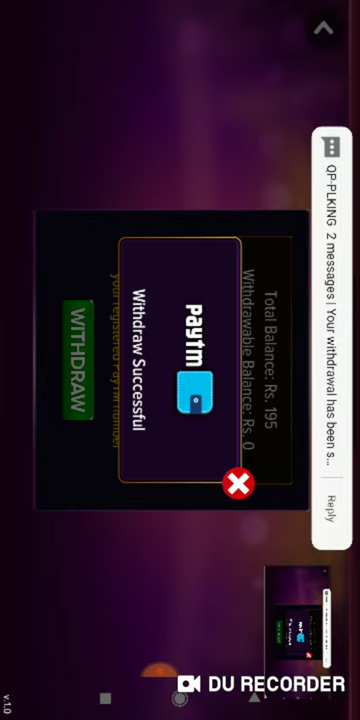 QP-PLKING 2 messages | Your withdrawal has been s...
Reply
Total Balance: Rs. 195
Withdrawable Balance: Rs. 0
Paytm
Withdraw Successful
your registered Paytm number
WITHDRAW
DU RECORDER
v.1.0